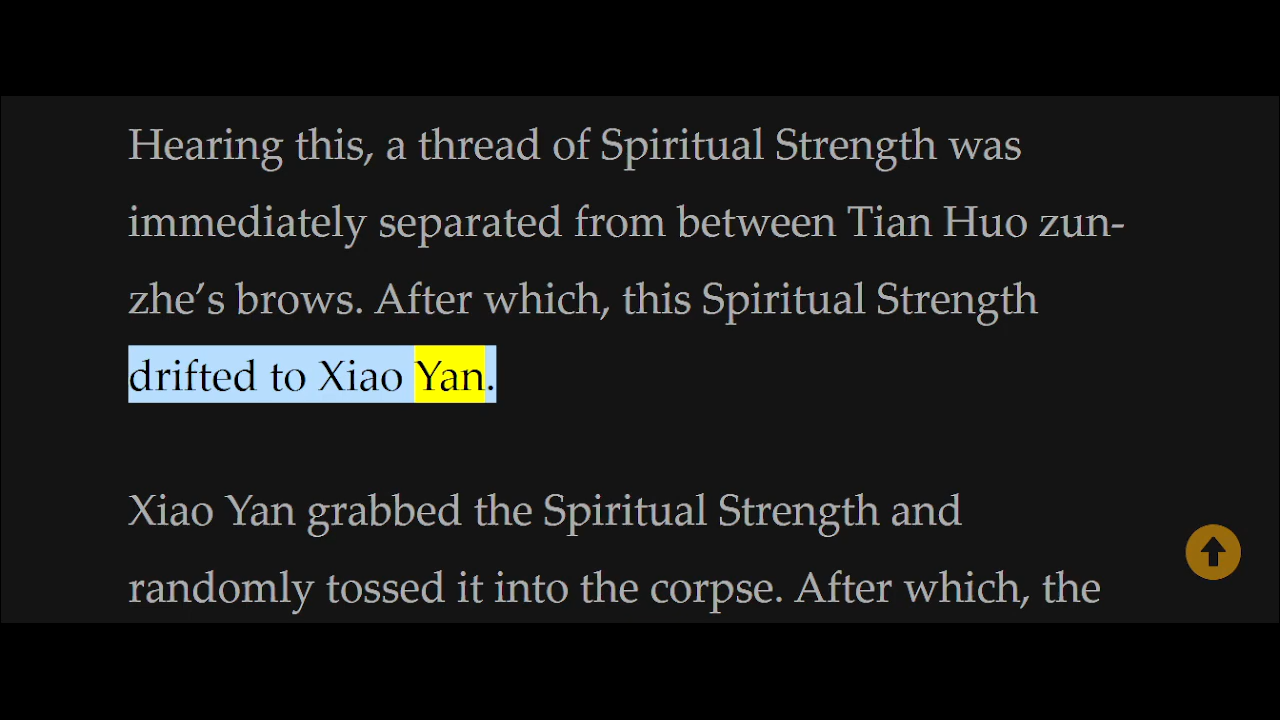 Hearing this, a thread of Spiritual Strength was
immediately separated from between Tian Huo zun-
zhe’s brows. After which, this Spiritual Strength
drifted to Xiao Yan.
Xiao Yan grabbed the Spiritual Strength and
randomly tossed it into the corpse. After which, the